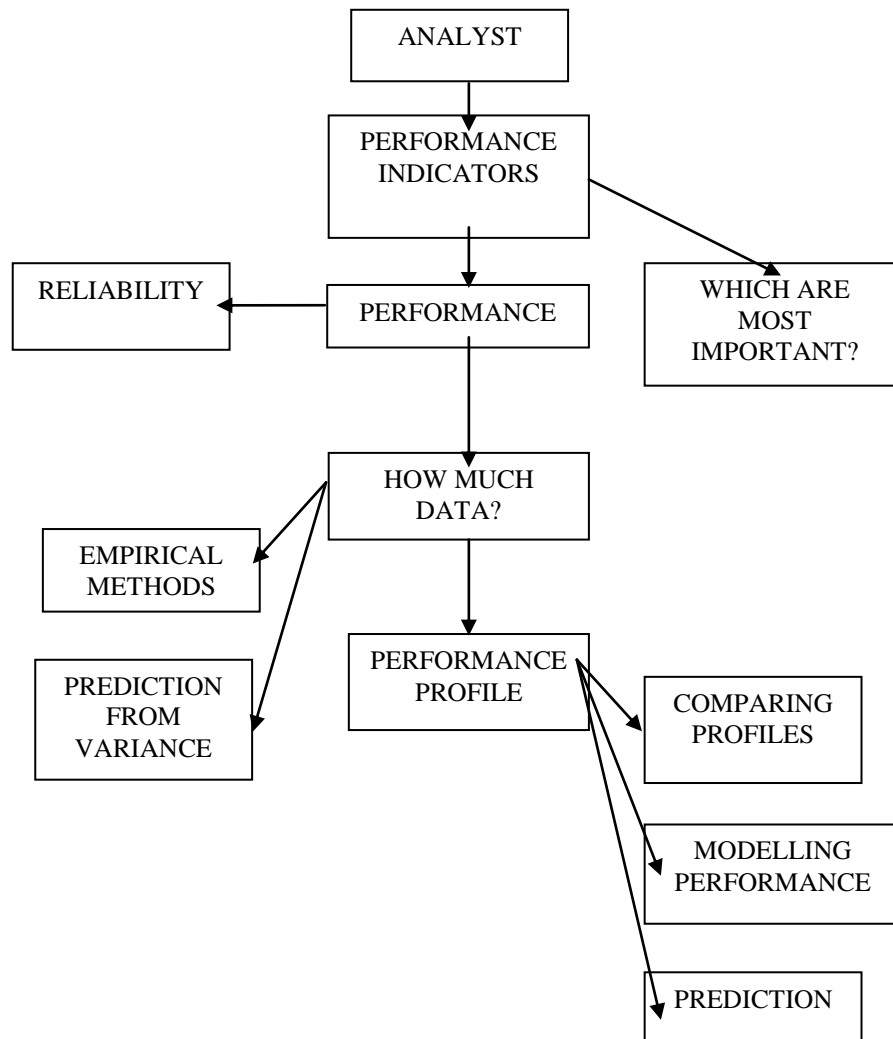 ANALYST
PERFORMANCE
INDICATORS
RELIABILITY
PERFORMANCE
WHICH ARE
MOST
IMPORTANT?
HOW MUCH
DATA?
EMPIRICAL
METHODS
PREDICTION
FROM
VARIANCE
PERFORMANCE
PROFILE
COMPARING
PROFILES
MODELLING
PERFORMANCE
PREDICTION